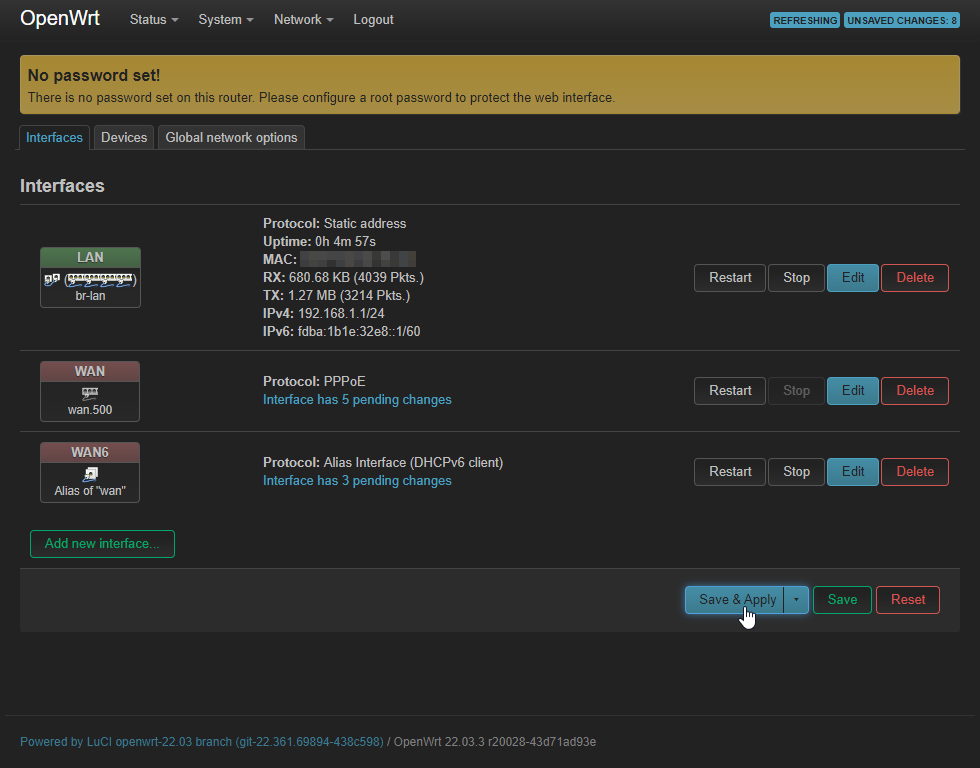 OpenWrt Status System Network Logout REFRESHING UNSAVED CHANGES: 8
No password set!
There is no password set on this router. Please configure a root password to protect the web interface.
Interfaces Devices Global network options
Interfaces
LAN
br-lan
Protocol: Static address
Uptime: 0h 4m 57s
MAC:
RX: 680.68 KB (4039 Pkts.)
TX: 1.27 MB (3214 Pkts.)
IPv4: 192.168.1.1/24
IPv6: fdba:1b1e:32e8::1/60
Restart Stop Edit Delete
WAN
wan.500
Protocol: PPPoE
Interface has 5 pending changes
Restart Stop Edit Delete
WAN6
Alias of "wan"
Protocol: Alias Interface (DHCPv6 client)
Interface has 3 pending changes
Restart Stop Edit Delete
Add new interface...
Save & Apply Save Reset
Powered by LuCI openwrt-22.03 branch (git-22.361.69894-438c598) / OpenWrt 22.03.3 r20028-43d71ad93e